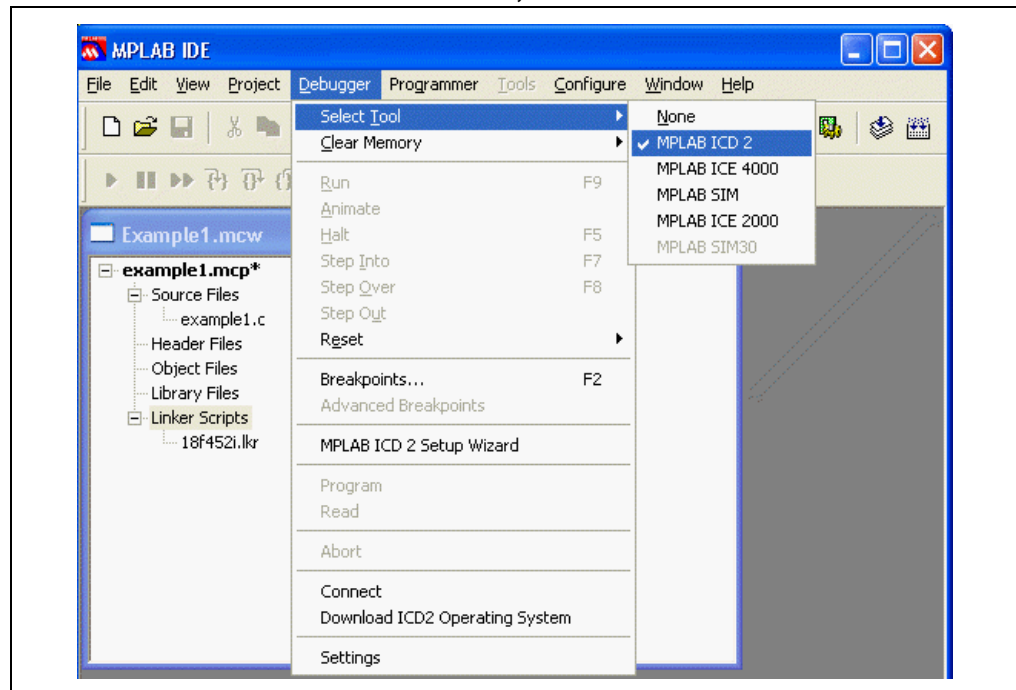 MPLAB IDE
File Edit View Project Debugger Programmer Tools Configure Window Help
Select Tool
Clear Memory
Run F9
Animate
Halt F5
Step Into F7
Step Over F8
Step Out
Reset
Breakpoints... F2
Advanced Breakpoints
MPLAB ICD 2 Setup Wizard
Program
Read
Abort
Connect
Download ICD2 Operating System
Settings
None
MPLAB ICD 2
MPLAB ICE 4000
MPLAB SIM
MPLAB ICE 2000
MPLAB SIM30
Example1.mcw
example1.mcp*
Source Files
example1.c
Header Files
Object Files
Library Files
Linker Scripts
18f452i.lkr